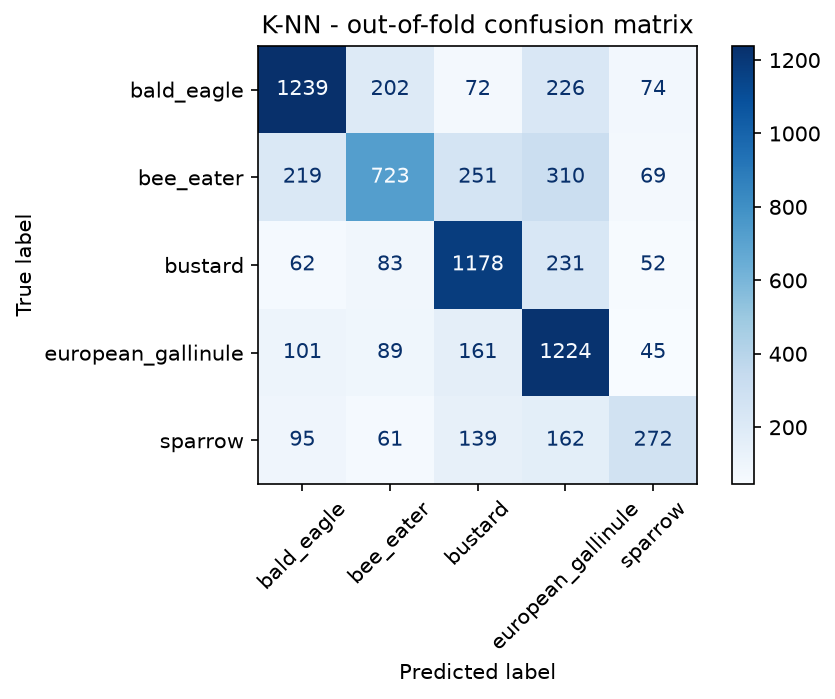 K-NN - out-of-fold confusion matrix
True label
bald_eagle 1239 202 72 226 74
bee_eater 219 723 251 310 69
bustard 62 83 1178 231 52
european_gallinule 101 89 161 1224 45
sparrow 95 61 139 162 272
bald_eagle bee_eater bustard european_gallinule sparrow
Predicted label
1200
1000
800
600
400
200